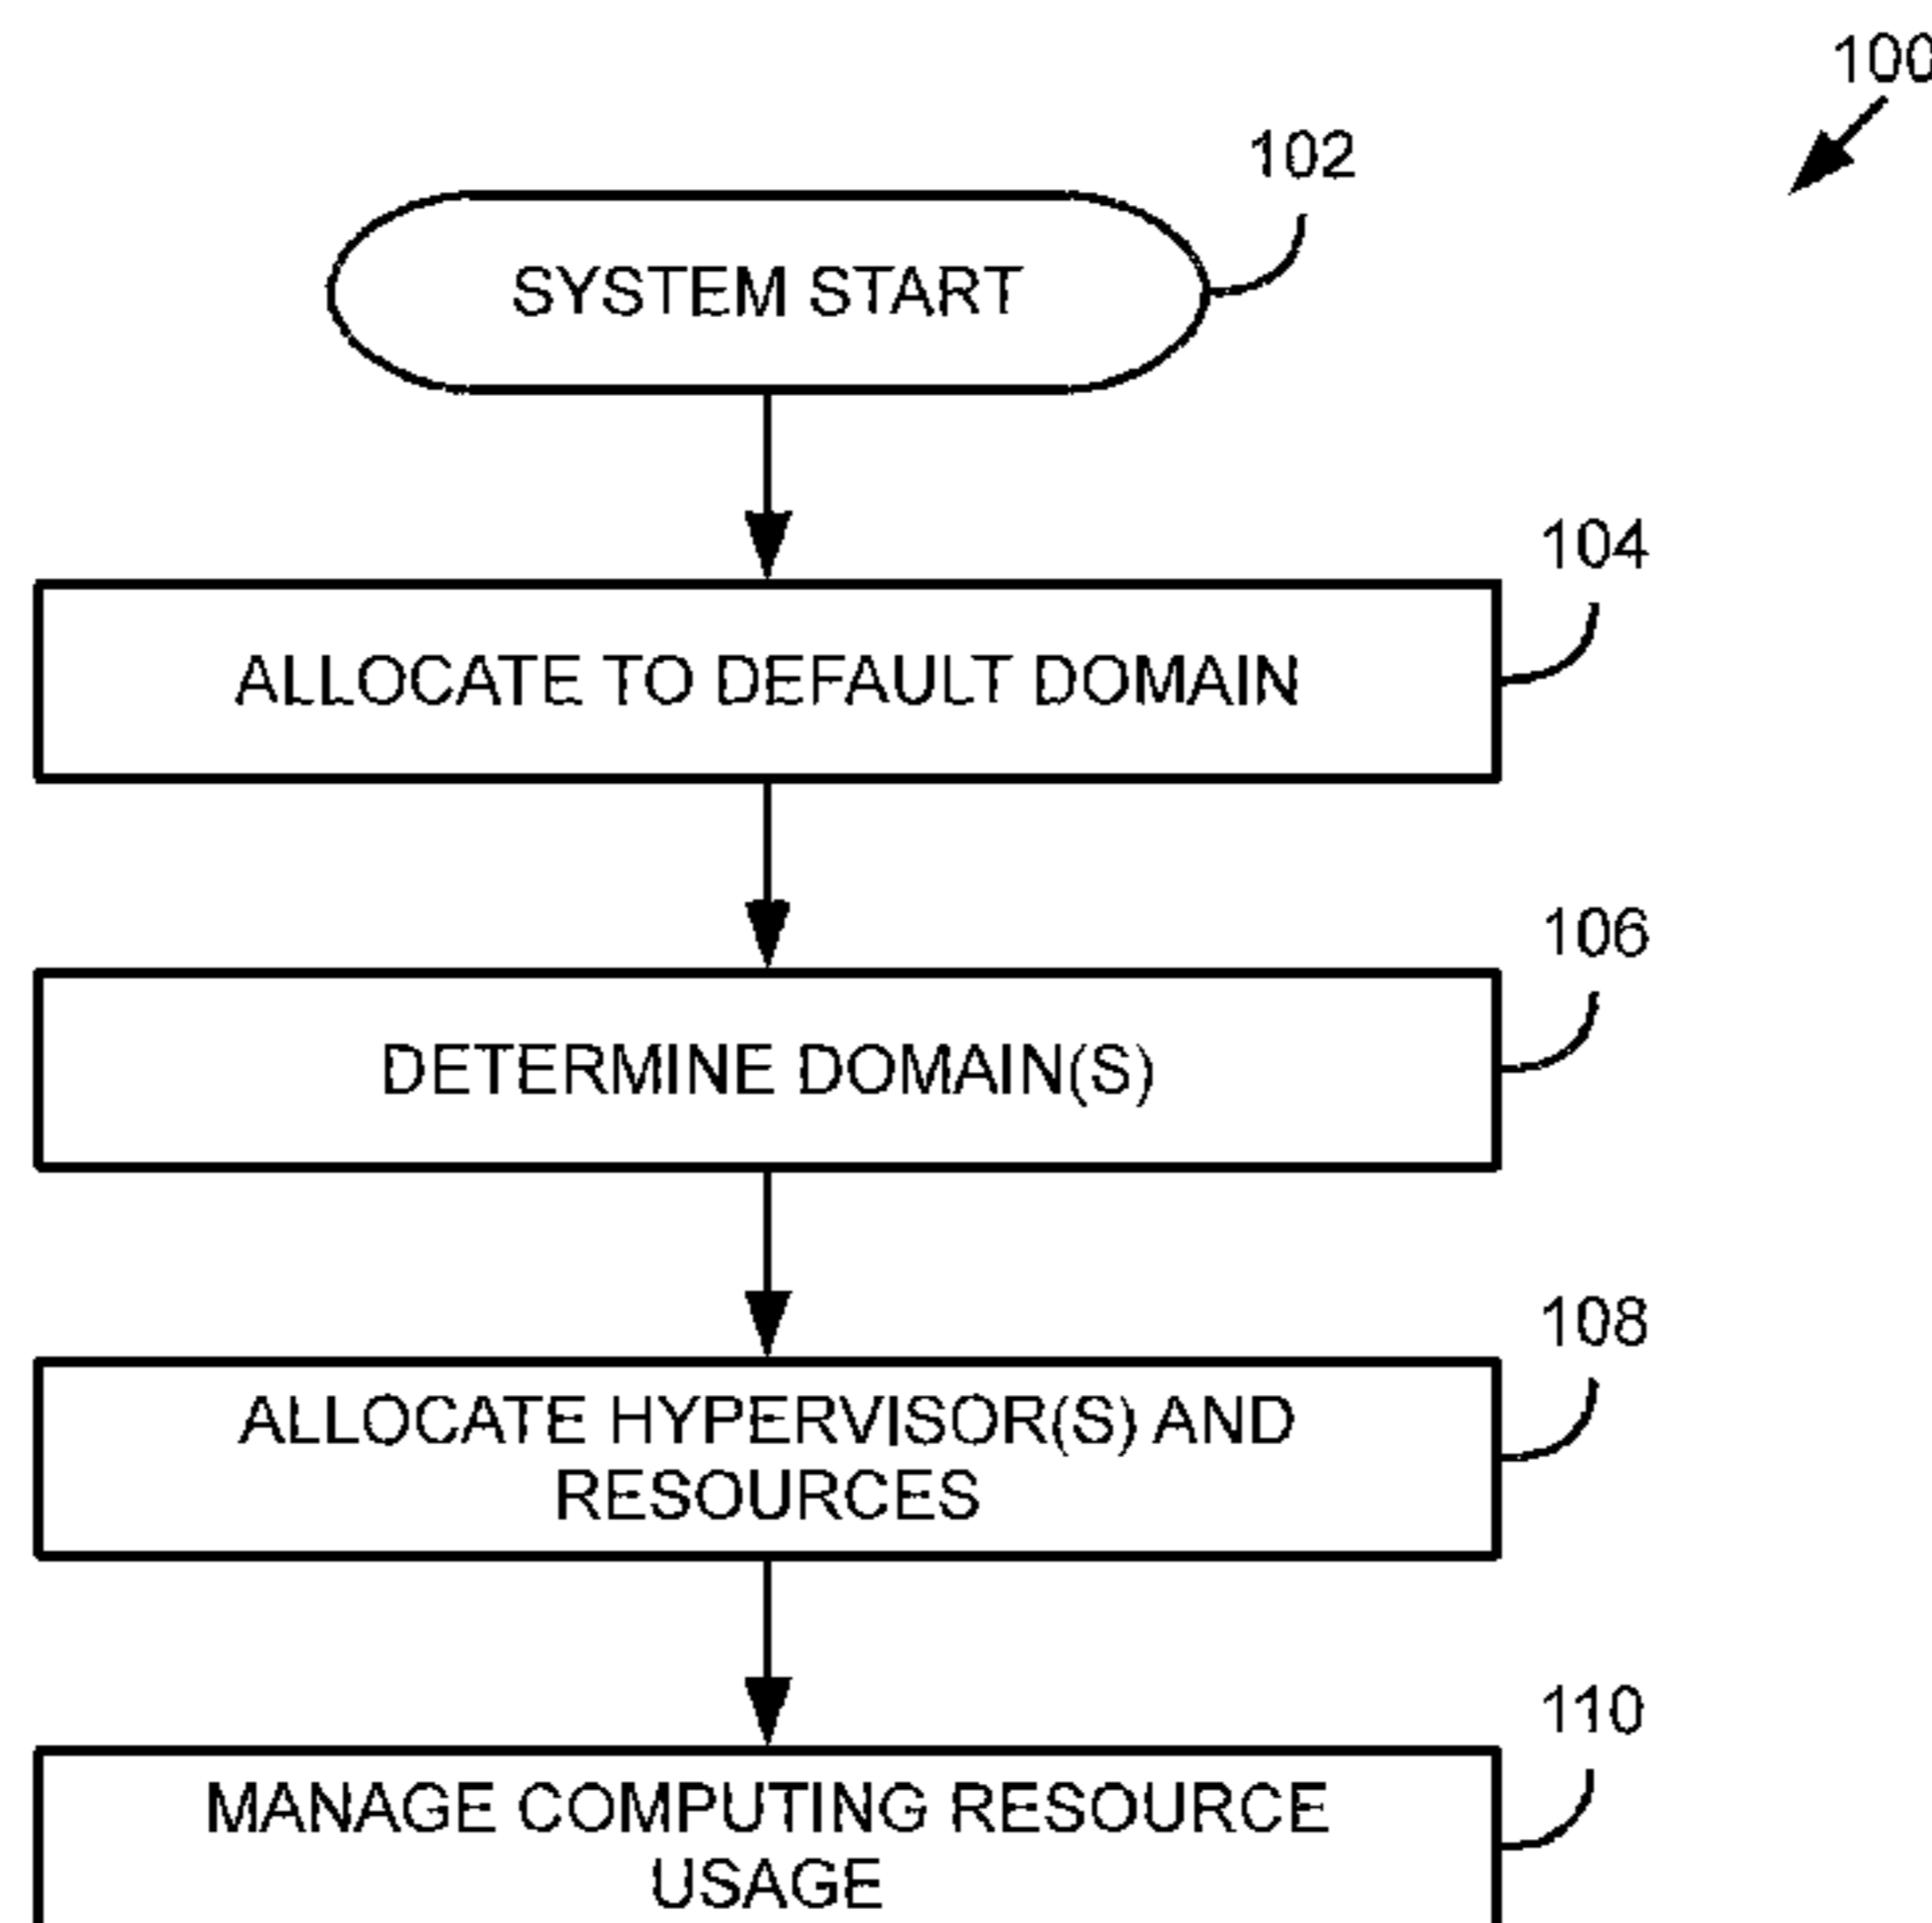 100
102
SYSTEM START
104
ALLOCATE TO DEFAULT DOMAIN
106
DETERMINE DOMAIN(S)
108
ALLOCATE HYPERVISOR(S) AND
RESOURCES
110
MANAGE COMPUTING RESOURCE
USAGE